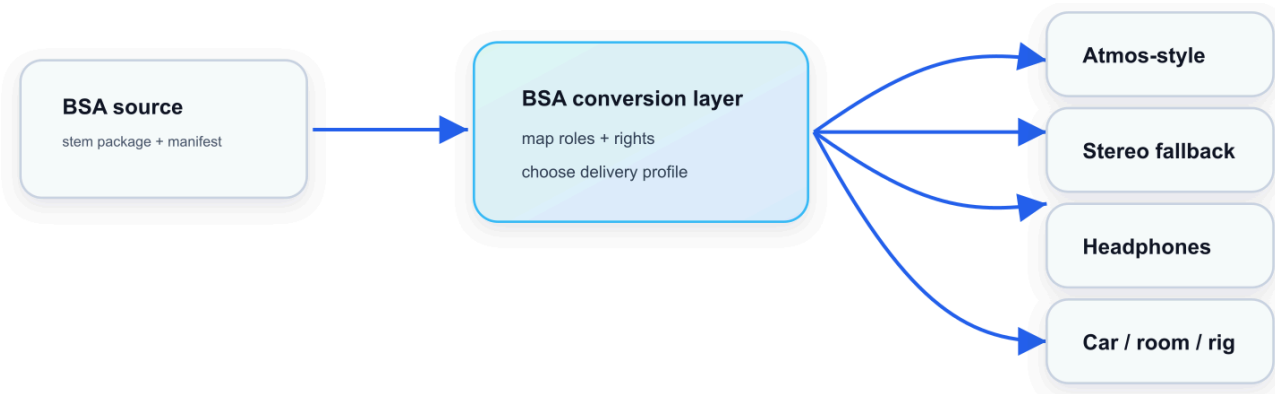 BSA source
stem package + manifest
BSA conversion layer
map roles + rights
choose delivery profile
Atmos-style
Stereo fallback
Headphones
Car / room / rig